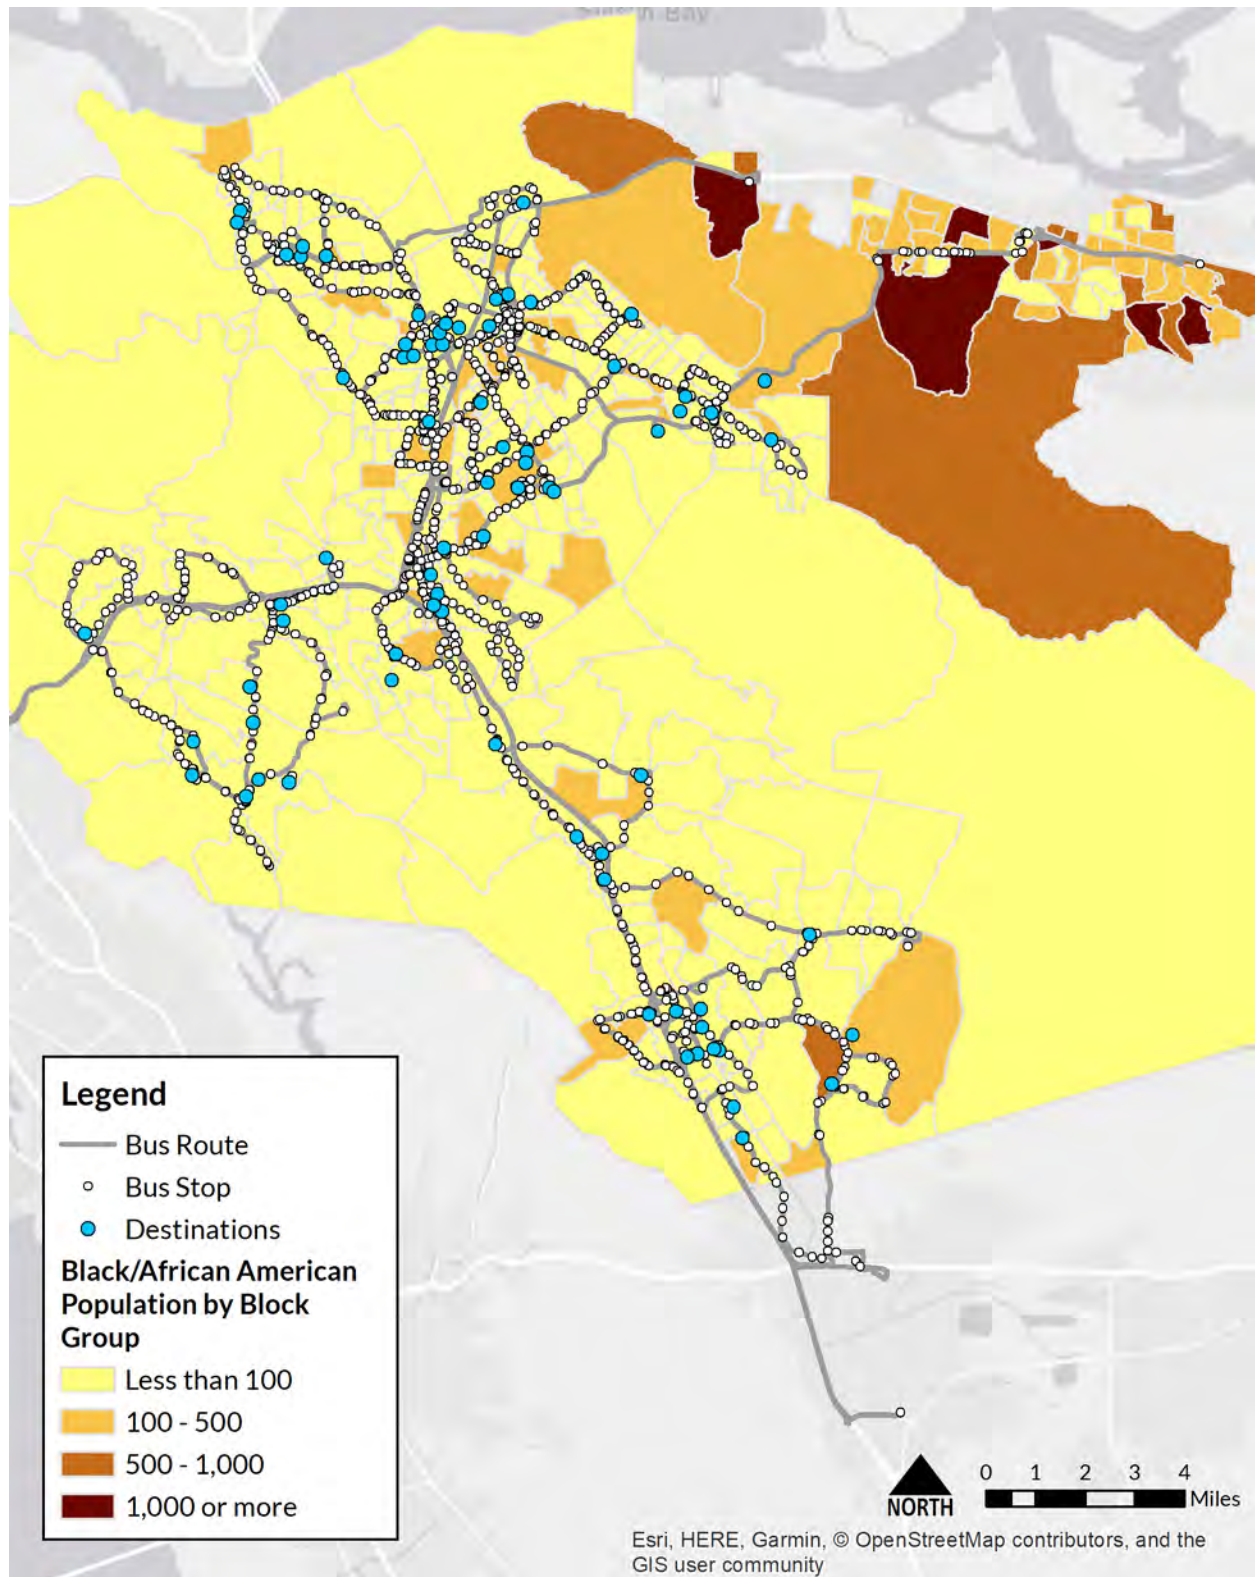 Bay
Legend
Bus Route
Bus Stop
Destinations
Black/African American
Population by Block
Group
Less than 100
100 - 500
500 - 1,000
1,000 or more
NORTH
0 1 2 3 4
Miles
Esri, HERE, Garmin, © OpenStreetMap contributors, and the
GIS user community